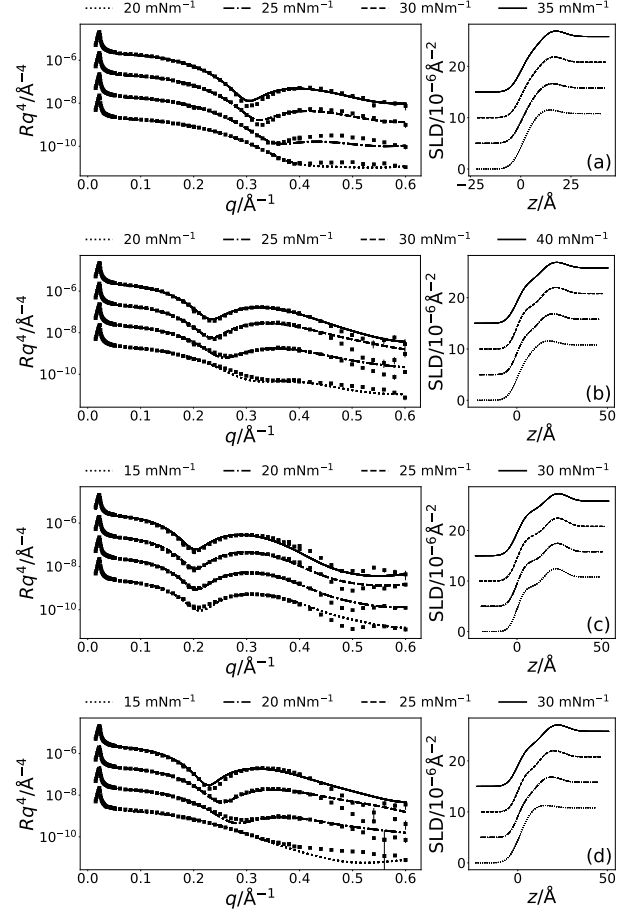 20 mNm⁻¹ 25 mNm⁻¹ 30 mNm⁻¹ 35 mNm⁻¹
Rq⁴/Å⁻⁴
10⁻⁶
10⁻⁸
10⁻¹⁰
0.0 0.1 0.2 0.3 0.4 0.5 0.6
q/Å⁻¹
SLD/10⁻⁶Å⁻²
20
10
0
−25 0 25
z/Å
(a)
20 mNm⁻¹ 25 mNm⁻¹ 30 mNm⁻¹ 40 mNm⁻¹
Rq⁴/Å⁻⁴
10⁻⁶
10⁻⁸
10⁻¹⁰
0.0 0.1 0.2 0.3 0.4 0.5 0.6
q/Å⁻¹
SLD/10⁻⁶Å⁻²
20
10
0
0 50
z/Å
(b)
15 mNm⁻¹ 20 mNm⁻¹ 25 mNm⁻¹ 30 mNm⁻¹
Rq⁴/Å⁻⁴
10⁻⁶
10⁻⁸
10⁻¹⁰
0.0 0.1 0.2 0.3 0.4 0.5 0.6
q/Å⁻¹
SLD/10⁻⁶Å⁻²
20
10
0
0 50
z/Å
(c)
15 mNm⁻¹ 20 mNm⁻¹ 25 mNm⁻¹ 30 mNm⁻¹
Rq⁴/Å⁻⁴
10⁻⁶
10⁻⁸
10⁻¹⁰
0.0 0.1 0.2 0.3 0.4 0.5 0.6
q/Å⁻¹
SLD/10⁻⁶Å⁻²
20
10
0
0 50
z/Å
(d)